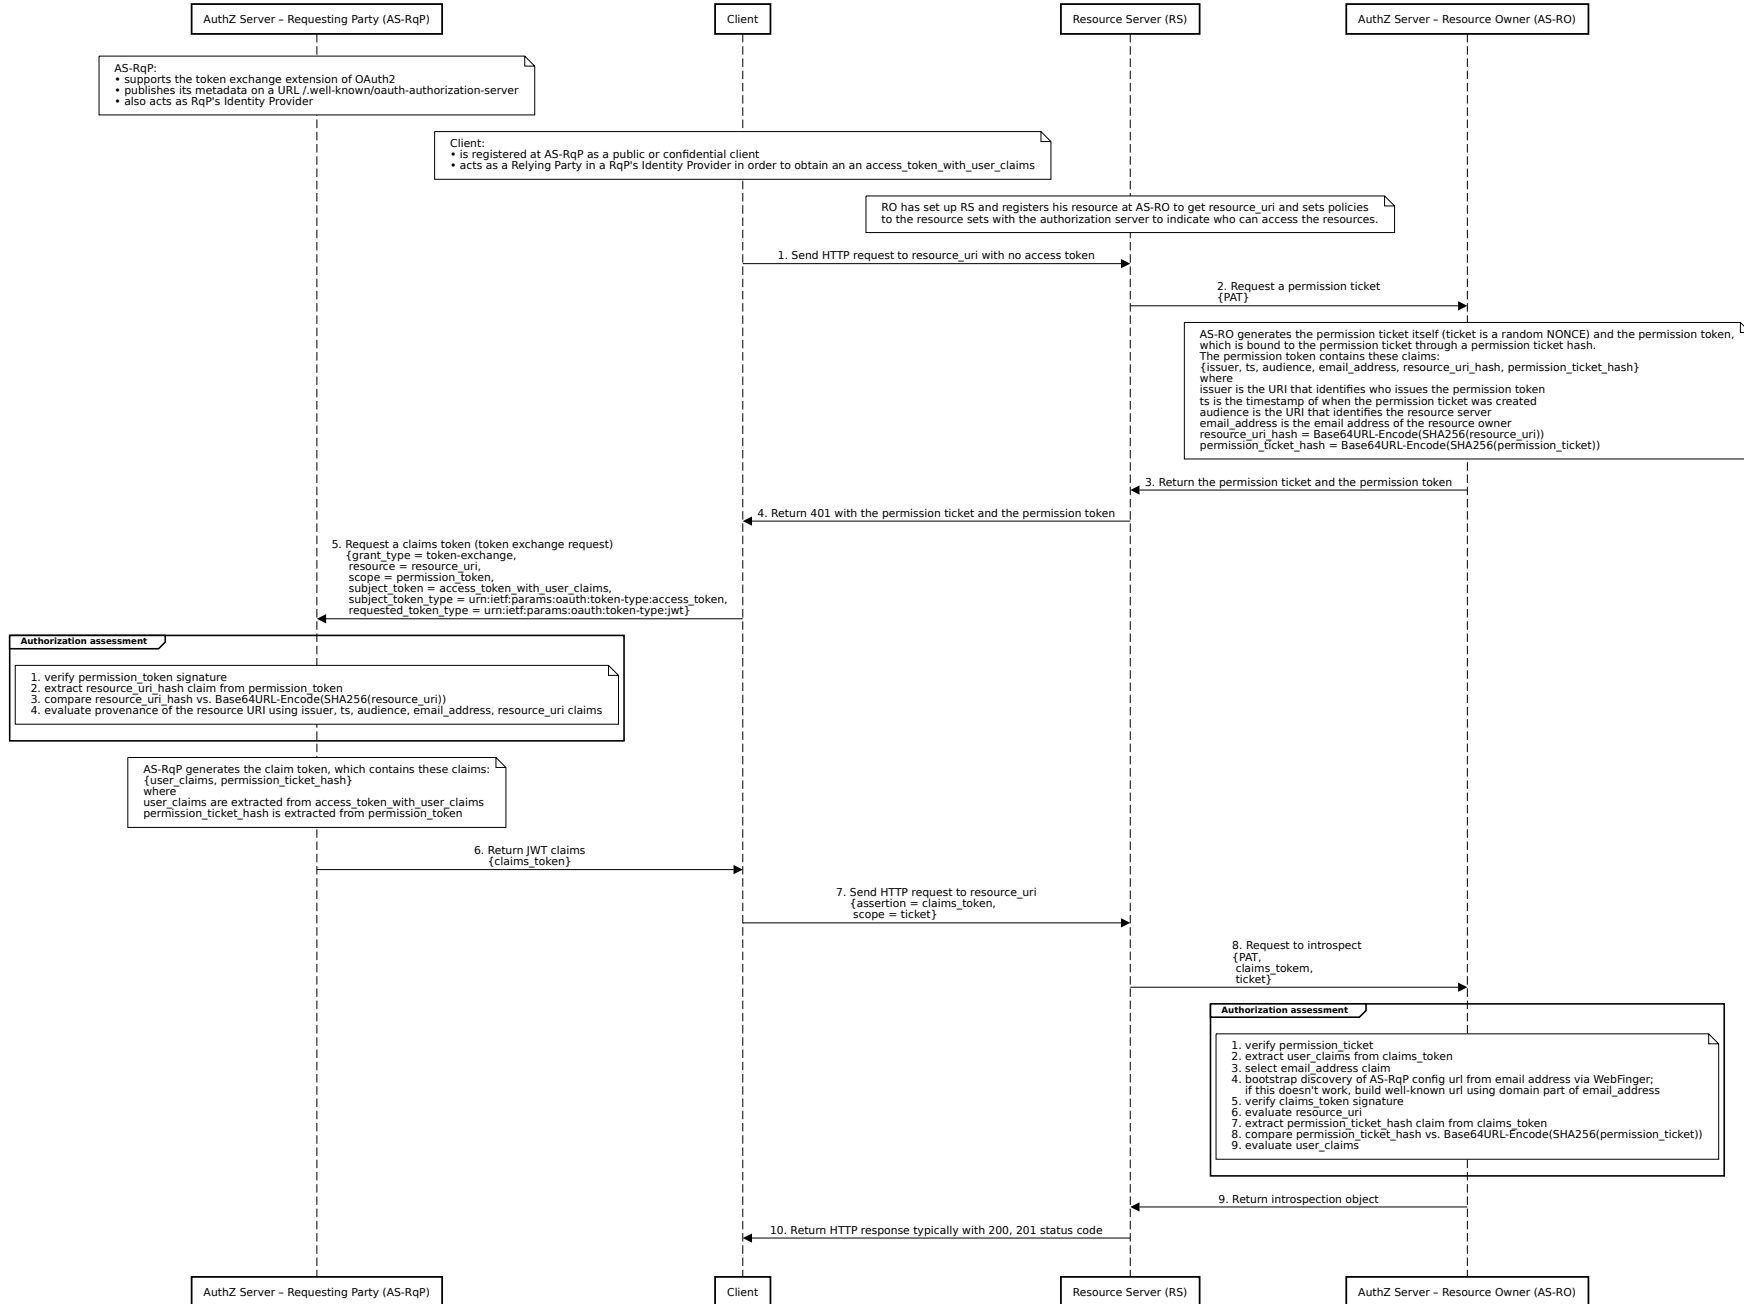 AuthZ Server – Requesting Party (AS-RqP)
Client
Resource Server (RS)
AuthZ Server – Resource Owner (AS-RO)
AS-RqP:
• supports the token exchange extension of OAuth2
• publishes its metadata on a URL /.well-known/oauth-authorization-server
• also acts as RqP's Identity Provider
Client:
• is registered at AS-RqP as a public or confidential client
• acts as a Relying Party in a RqP's Identity Provider in order to obtain an an access_token_with_user_claims
RO has set up RS and registers his resource at AS-RO to get resource_uri and sets policies
to the resource sets with the authorization server to indicate who can access the resources.
1. Send HTTP request to resource_uri with no access token
2. Request a permission ticket
{PAT}
AS-RO generates the permission ticket itself (ticket is a random NONCE) and the permission token,
which is bound to the permission ticket through a permission ticket hash.
The permission token contains these claims:
{issuer, ts, audience, email_address, resource_uri_hash, permission_ticket_hash}
where
issuer is the URI that identifies who issues the permission token
ts is the timestamp of when the permission ticket was created
audience is the URI that identifies the resource server
email_address is the email address of the resource owner
resource_uri_hash = Base64URL-Encode(SHA256(resource_uri))
permission_ticket_hash = Base64URL-Encode(SHA256(permission_ticket))
3. Return the permission ticket and the permission token
4. Return 401 with the permission ticket and the permission token
5. Request a claims token (token exchange request)
{grant_type = token-exchange,
resource = resource_uri,
scope = permission_token,
subject_token = access_token_with_user_claims,
subject_token_type = urn:ietf:params:oauth:token-type:access_token,
requested_token_type = urn:ietf:params:oauth:token-type:jwt}
Authorization assessment
1. verify permission_token signature
2. extract resource_uri_hash claim from permission_token
3. compare resource_uri_hash vs. Base64URL-Encode(SHA256(resource_uri))
4. evaluate provenance of the resource URI using issuer, ts, audience, email_address, resource_uri claims
AS-RqP generates the claim token, which contains these claims:
{user_claims, permission_ticket_hash}
where
user_claims are extracted from access_token_with_user_claims
permission_ticket_hash is extracted from permission_token
6. Return JWT claims
{claims_token}
7. Send HTTP request to resource_uri
{assertion = claims_token,
scope = ticket}
8. Request to introspect
{PAT,
claims_tokem,
ticket}
Authorization assessment
1. verify permission_ticket
2. extract user_claims from claims_token
3. select email_address claim
4. bootstrap discovery of AS-RqP config url from email address via WebFinger;
if this doesn't work, build well-known url using domain part of email_address
5. verify claims_token signature
6. evaluate resource_uri
7. extract permission_ticket_hash claim from claims_token
8. compare permission_ticket_hash vs. Base64URL-Encode(SHA256(permission_ticket))
9. evaluate user_claims
9. Return introspection object
10. Return HTTP response typically with 200, 201 status code
AuthZ Server – Requesting Party (AS-RqP)
Client
Resource Server (RS)
AuthZ Server – Resource Owner (AS-RO)